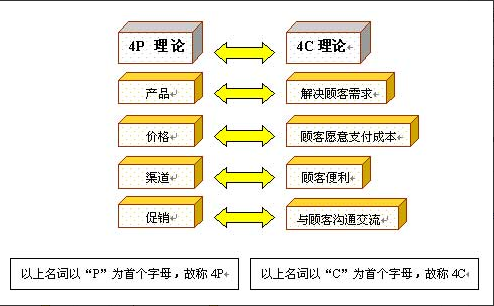 4P 理论 4C 理论
产品 解决顾客需求
价格 顾客愿意支付成本
渠道 顾客便利
促销 与顾客沟通交流
以上名词以“P”为首个字母，故称 4P 以上名词以“C”为首个字母，故称 4C